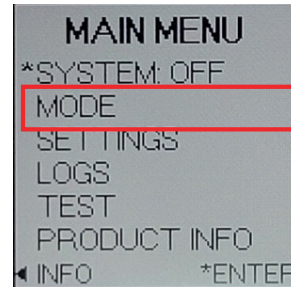 MAIN MENU
*SYSTEM: OFF
MODE
SETTINGS
LOGS
TEST
PRODUCT INFO
INFO *ENTER